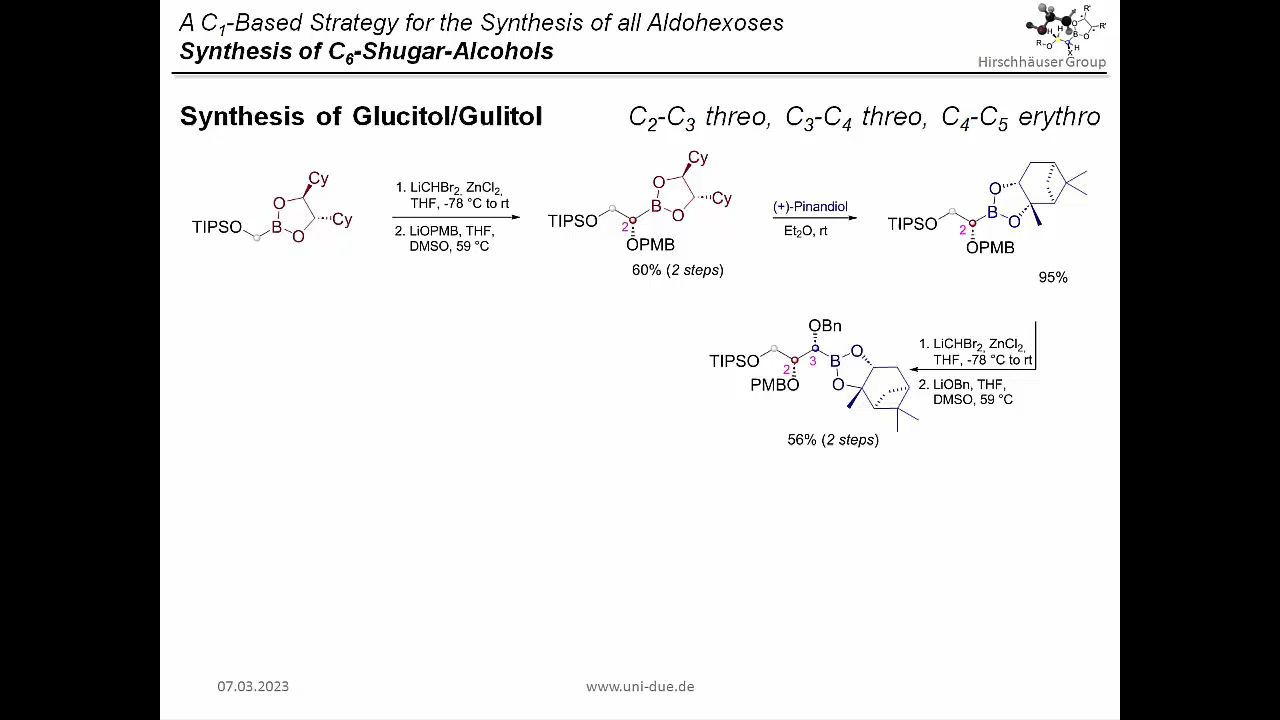 A C1-Based Strategy for the Synthesis of all Aldohexoses
Synthesis of C6-Shugar-Alcohols
R'
R'
O
B
O
H
H
R-O
X
H
Hirschhäuser Group
Synthesis of Glucitol/Gulitol
C2-C3 threo, C3-C4 threo, C4-C5 erythro
Cy
O
Cy
B
O
TIPSO
1. LiCHBr2, ZnCl2,
THF, -78 °C to rt
2. LiOPMB, THF,
DMSO, 59 °C
Cy
O
Cy
B
O
TIPSO
2
OPMB
60% (2 steps)
(+)-Pinandiol
Et2O, rt
O
B
O
TIPSO
2
OPMB
95%
OBn
TIPSO
3
B
O
2
O
PMBO
56% (2 steps)
1. LiCHBr2, ZnCl2,
THF, -78 °C to rt
2. LiOBn, THF,
DMSO, 59 °C
07.03.2023
www.uni-due.de